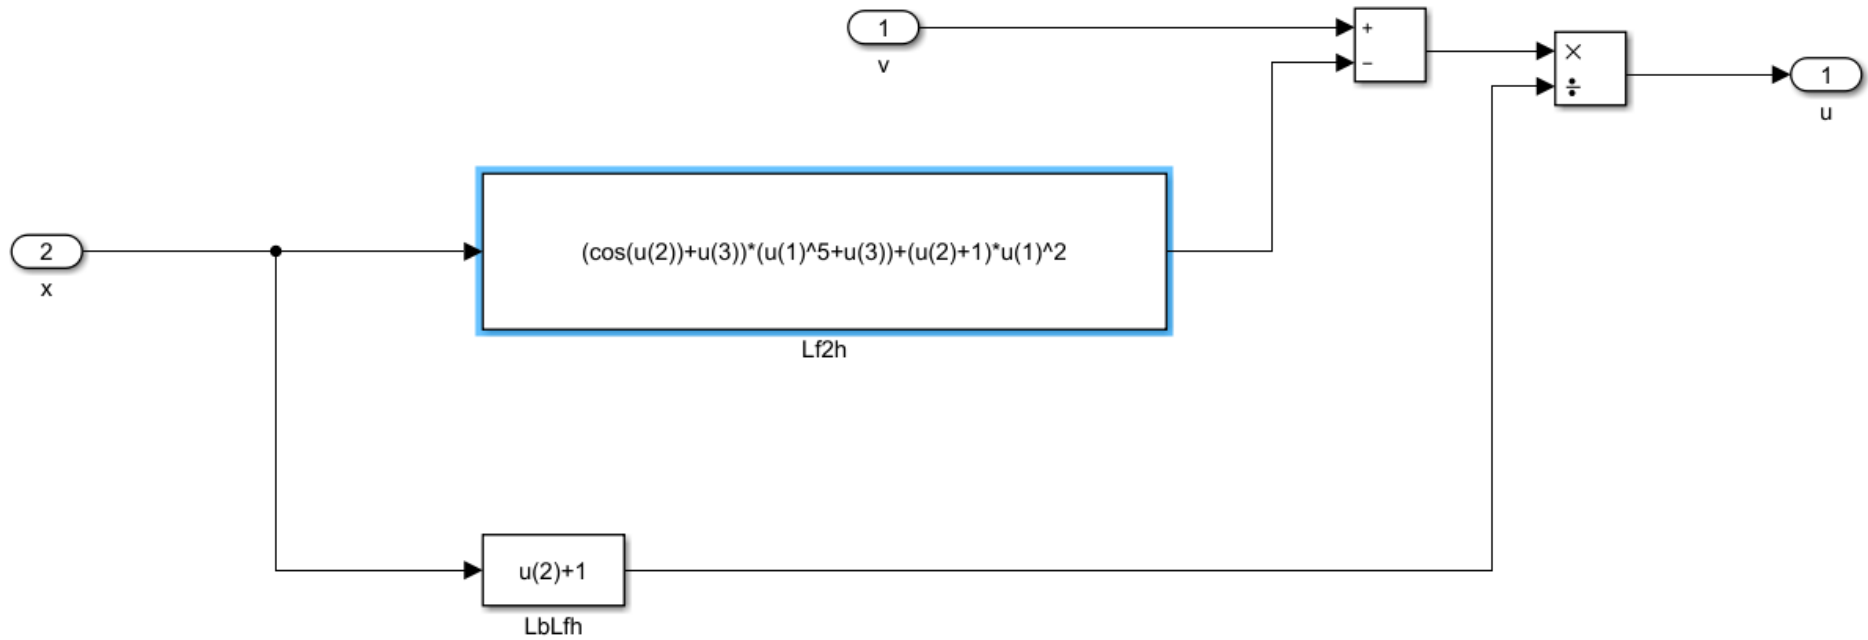 1
v
+
−
×
÷
1
u
2
x
(cos(u(2))+u(3))*(u(1)^5+u(3))+(u(2)+1)*u(1)^2
Lf2h
u(2)+1
LbLfh